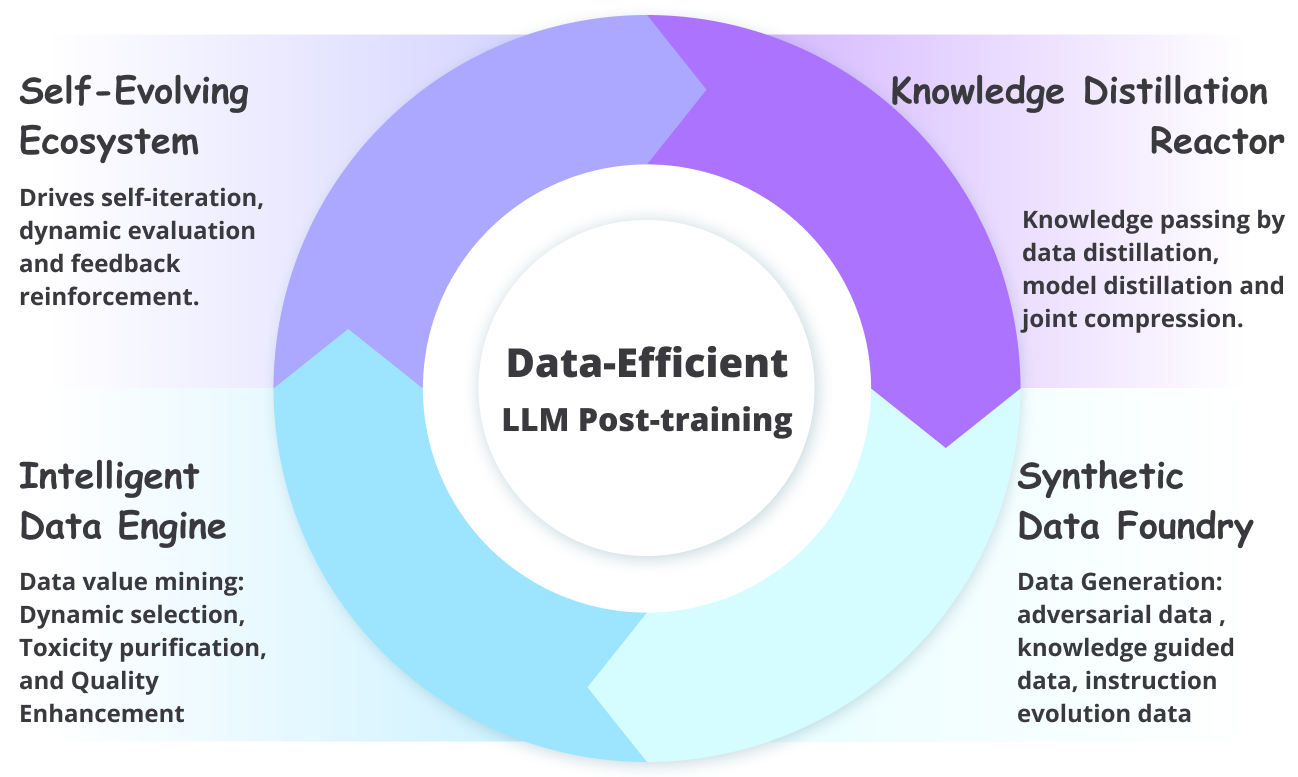 Self-Evolving
Ecosystem
Drives self-iteration,
dynamic evaluation
and feedback
reinforcement.
Knowledge Distillation
Reactor
Knowledge passing by
data distillation,
model distillation and
joint compression.
Data-Efficient
LLM Post-training
Intelligent
Data Engine
Data value mining:
Dynamic selection,
Toxicity purification,
and Quality
Enhancement
Synthetic
Data Foundry
Data Generation:
adversarial data ,
knowledge guided
data, instruction
evolution data